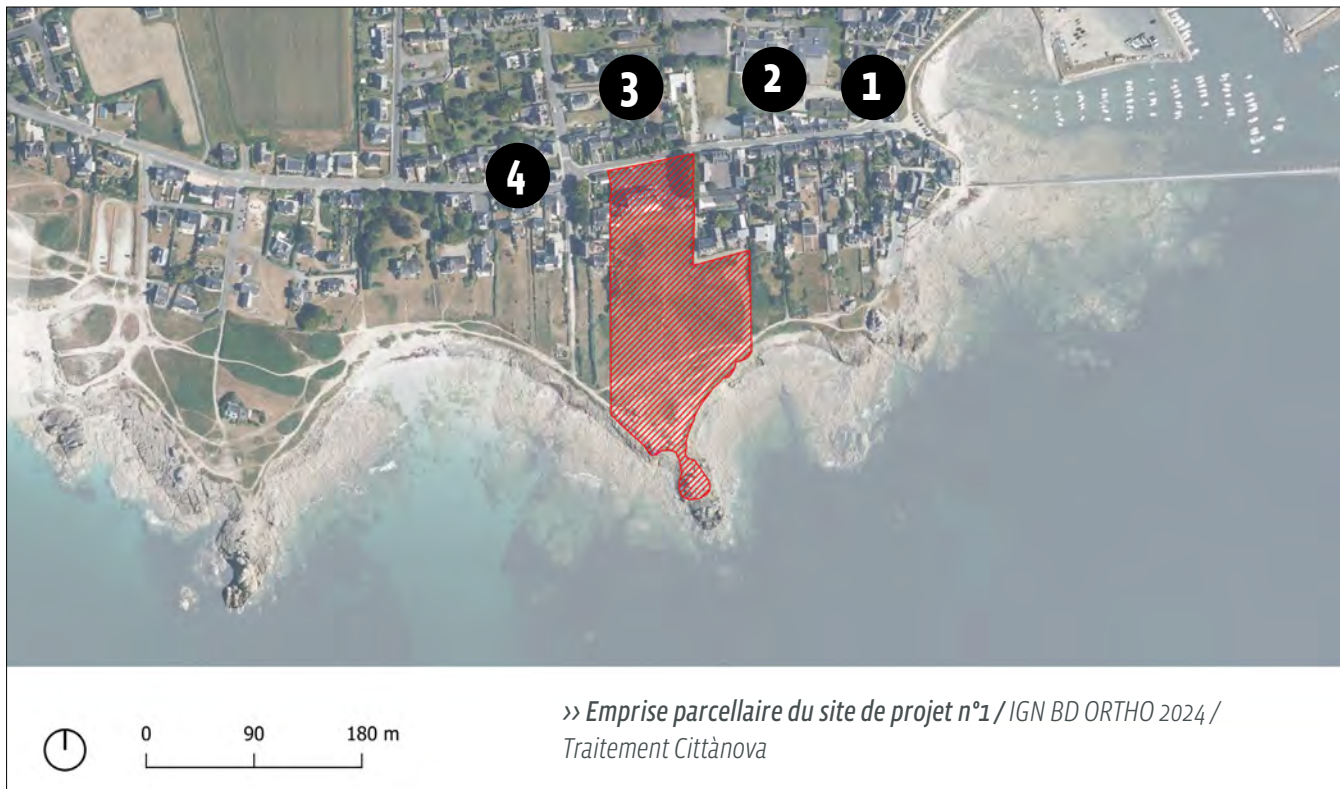 3
2
1
4
0 90 180 m
›› Emprise parcellaire du site de projet n°1 / IGN BD ORTHO 2024 /
Traitement Cittànova